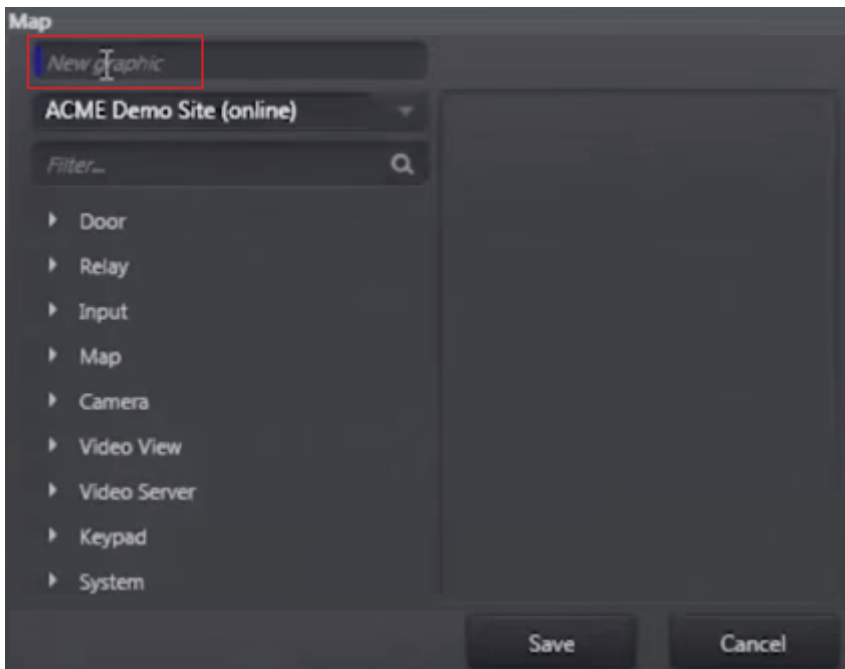 Map
New graphic
ACME Demo Site (online)
Filter...
Door
Relay
Input
Map
Camera
Video View
Video Server
Keypad
System
Save
Cancel